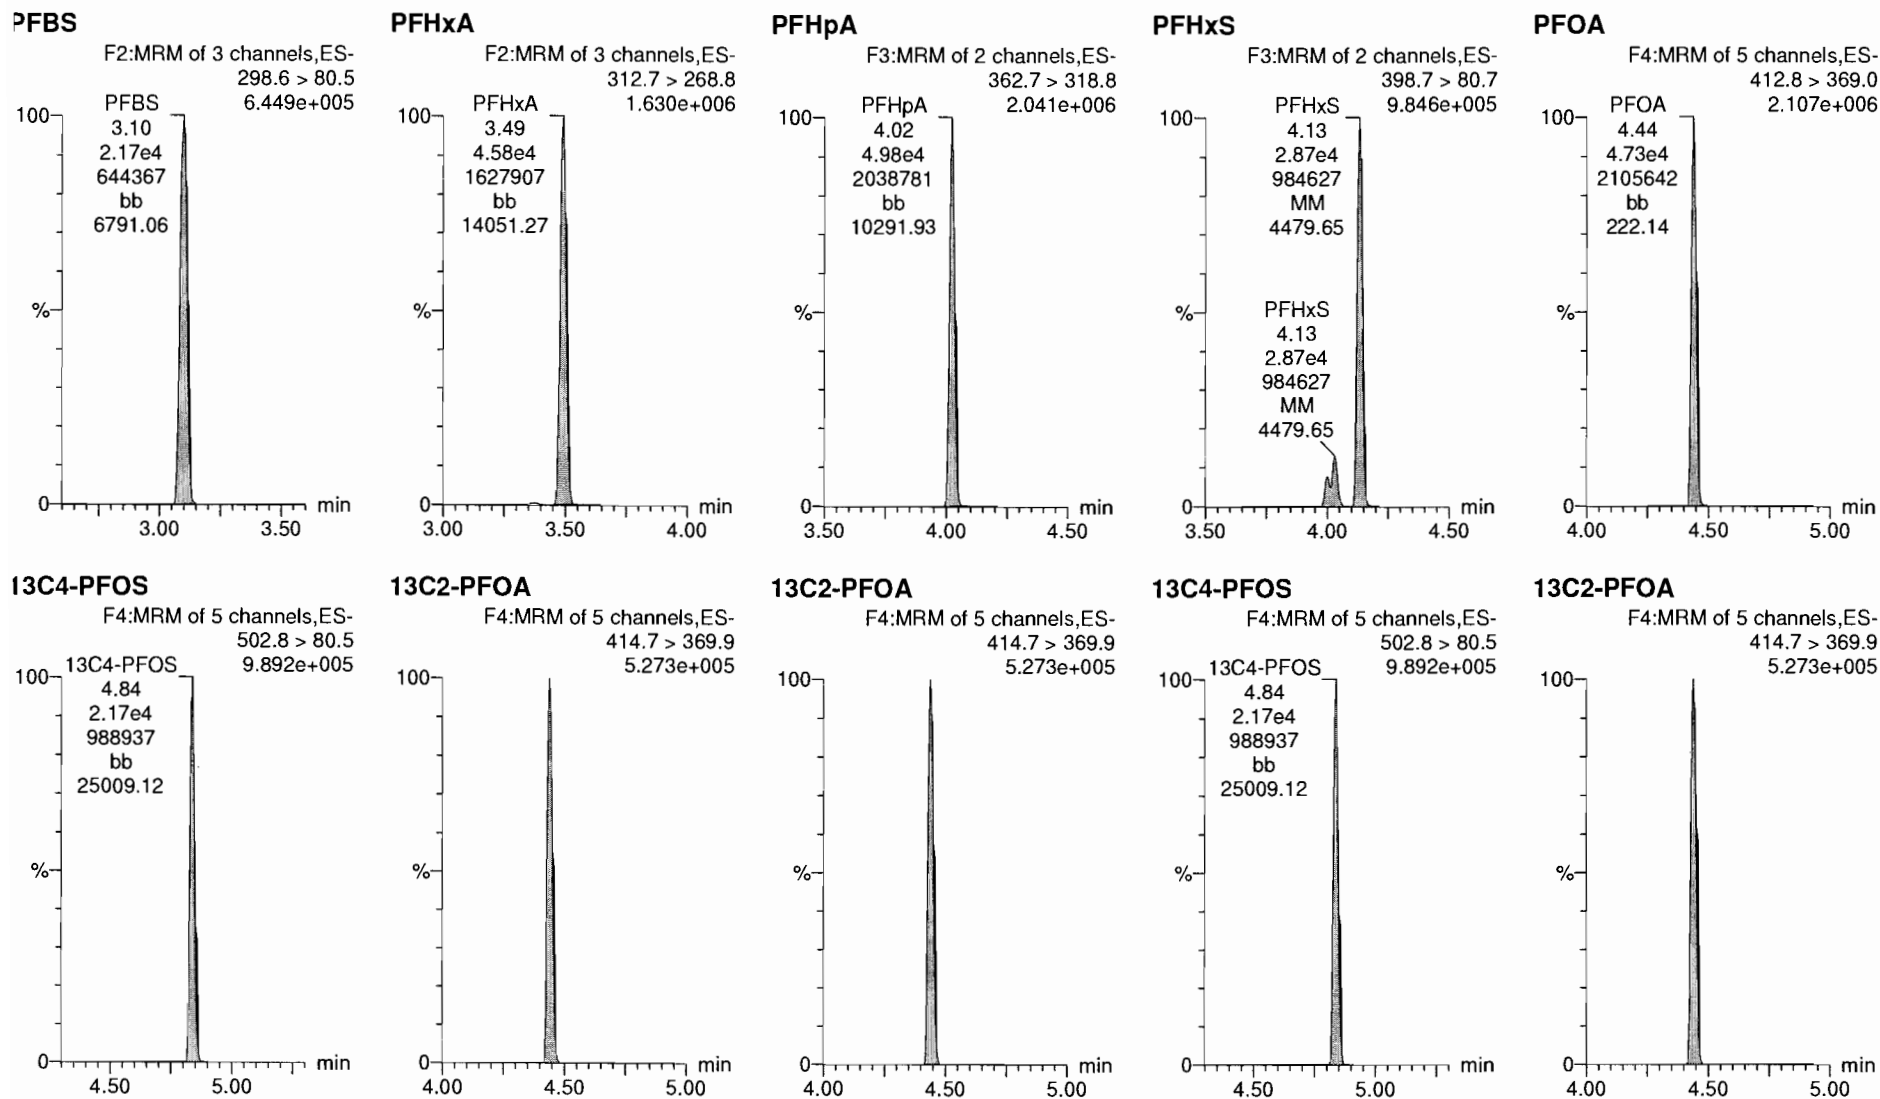 PFBS
F2:MRM of 3 channels,ES-
298.6 > 80.5
6.449e+005
PFBS
3.10
2.17e4
644367
bb
6791.06
100
%
0
3.00
3.50
min
PFHxA
F2:MRM of 3 channels,ES-
312.7 > 268.8
1.630e+006
PFHxA
3.49
4.58e4
1627907
bb
14051.27
100
%
0
3.00
3.50
4.00
min
PFHpA
F3:MRM of 2 channels,ES-
362.7 > 318.8
2.041e+006
PFHpA
4.02
4.98e4
2038781
bb
10291.93
100
%
0
3.50
4.00
4.50
min
PFHxS
F3:MRM of 2 channels,ES-
398.7 > 80.7
9.846e+005
PFHxS
4.13
2.87e4
984627
MM
4479.65
PFHxS
4.13
2.87e4
984627
MM
4479.65
100
%
0
3.50
4.00
4.50
min
PFOA
F4:MRM of 5 channels,ES-
412.8 > 369.0
2.107e+006
PFOA
4.44
4.73e4
2105642
bb
222.14
100
%
0
4.00
4.50
5.00
min
13C4-PFOS
F4:MRM of 5 channels,ES-
502.8 > 80.5
9.892e+005
13C4-PFOS
4.84
2.17e4
988937
bb
25009.12
100
%
0
4.50
5.00
min
13C2-PFOA
F4:MRM of 5 channels,ES-
414.7 > 369.9
5.273e+005
100
%
0
4.00
4.50
5.00
min
13C2-PFOA
F4:MRM of 5 channels,ES-
414.7 > 369.9
5.273e+005
100
%
0
4.00
4.50
5.00
min
13C4-PFOS
F4:MRM of 5 channels,ES-
502.8 > 80.5
9.892e+005
13C4-PFOS
4.84
2.17e4
988937
bb
25009.12
100
%
0
4.50
5.00
min
13C2-PFOA
F4:MRM of 5 channels,ES-
414.7 > 369.9
5.273e+005
100
%
0
4.00
4.50
5.00
min